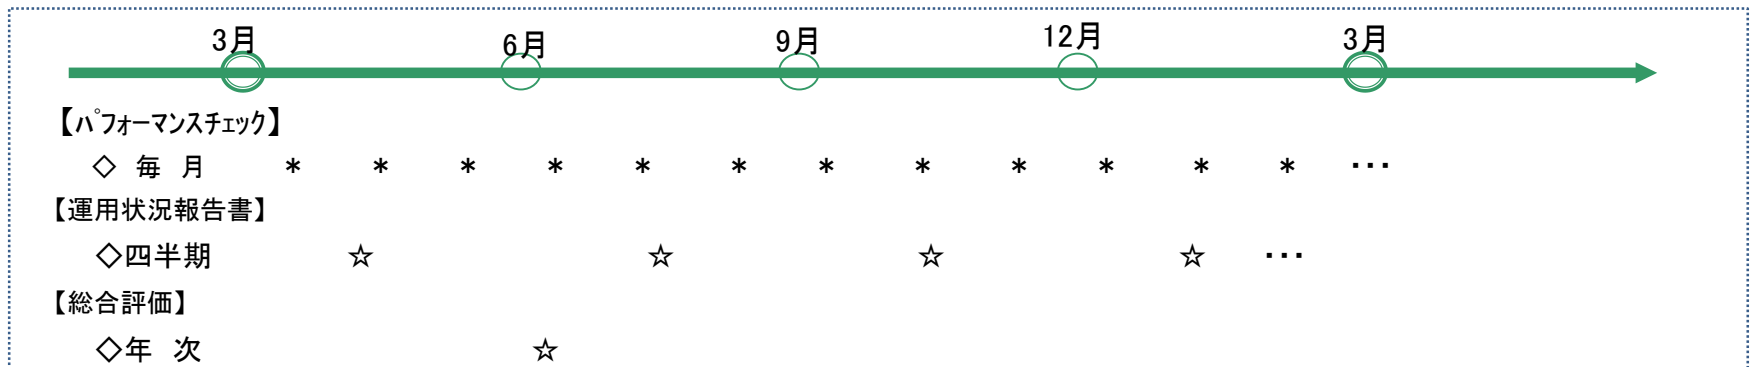 3月 6月 9月 12月 3月
【パフォーマンスチェック】
◇ 毎 月 * * * * * * * * * * * * ･･･
【運用状況報告書】
◇四半期 ☆ ☆ ☆ ☆ ･･･
【総合評価】
◇年 次 ☆